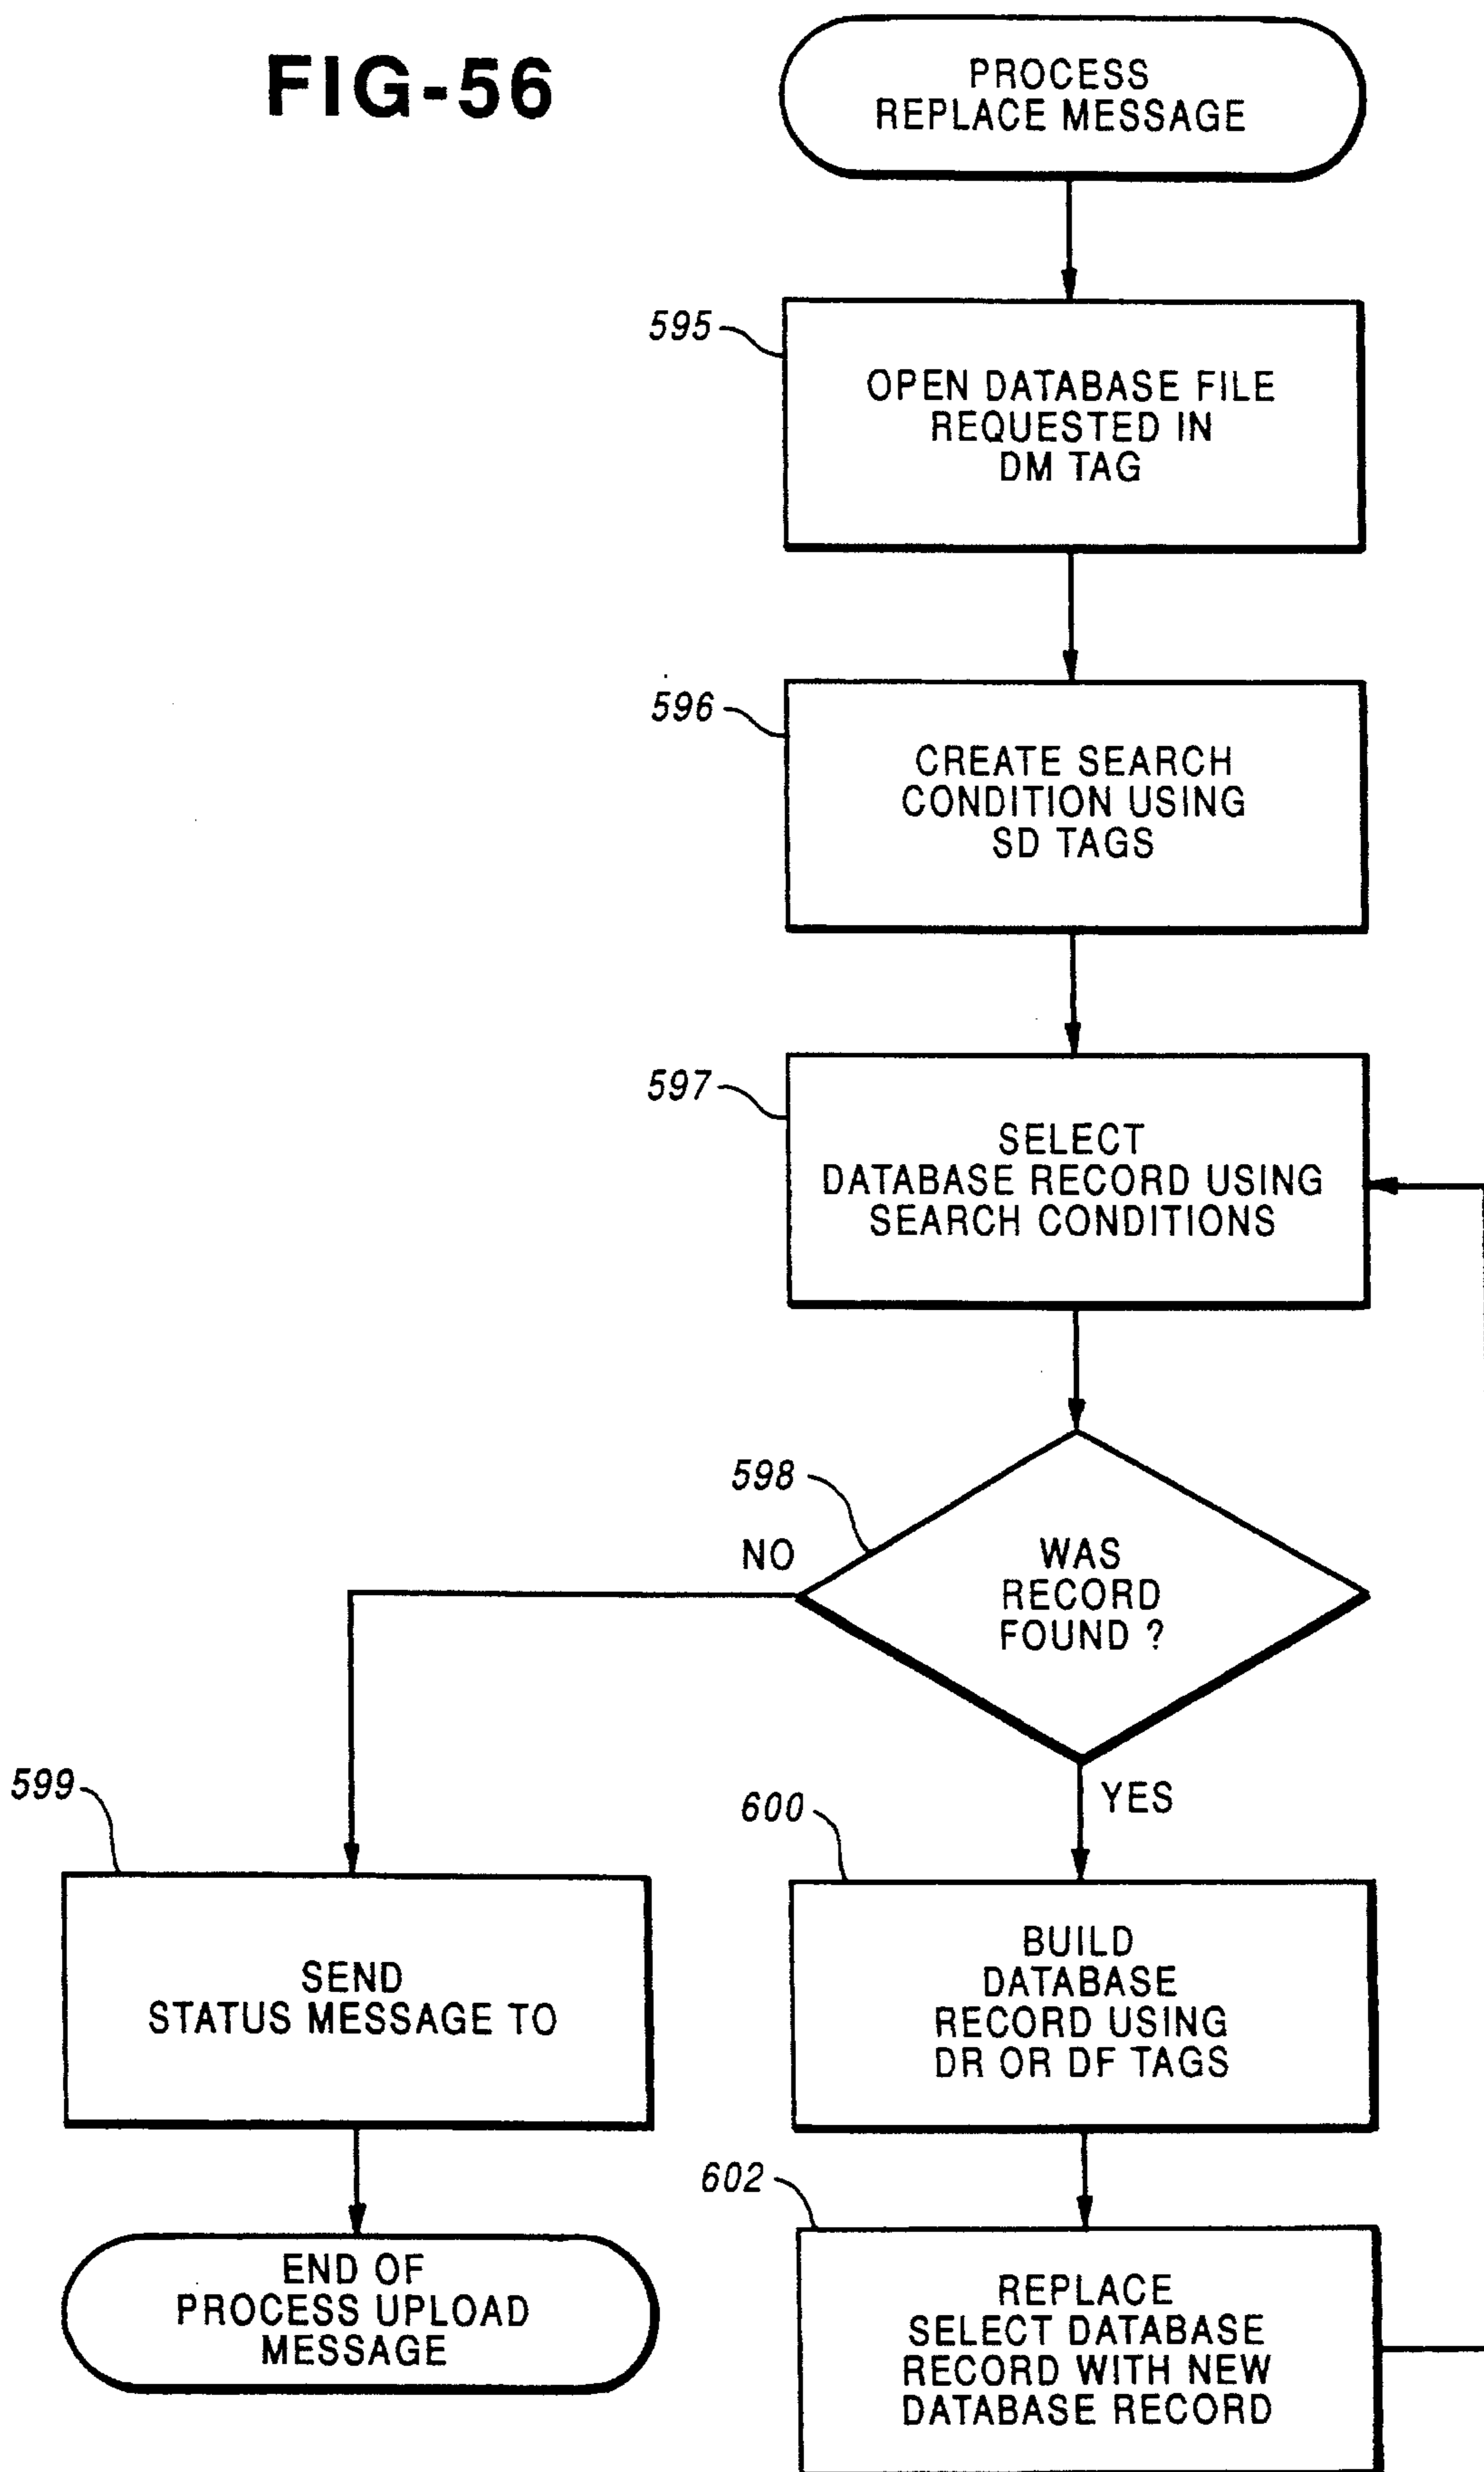 FIG-56
PROCESS
REPLACE MESSAGE
595
OPEN DATABASE FILE
REQUESTED IN
DM TAG
596
CREATE SEARCH
CONDITION USING
SD TAGS
597
SELECT
DATABASE RECORD USING
SEARCH CONDITIONS
598
NO
WAS
RECORD
FOUND ?
YES
599
SEND
STATUS MESSAGE TO
600
BUILD
DATABASE
RECORD USING
DR OR DF TAGS
END OF
PROCESS UPLOAD
MESSAGE
602
REPLACE
SELECT DATABASE
RECORD WITH NEW
DATABASE RECORD